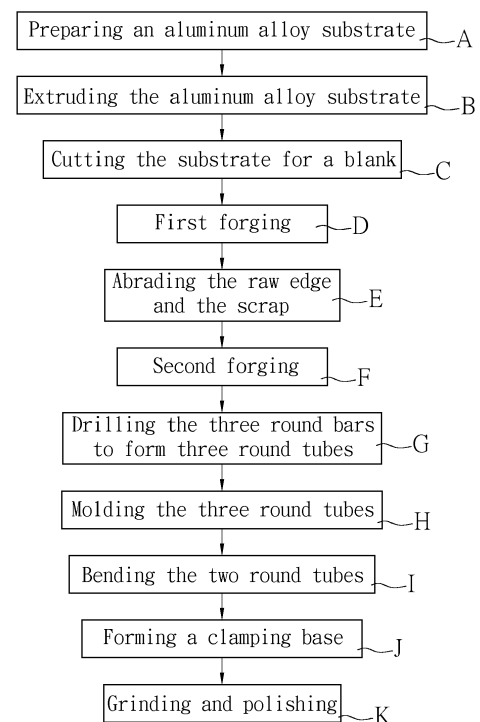 Preparing an aluminum alloy substrate
A
Extruding the aluminum alloy substrate
B
Cutting the substrate for a blank
C
First forging
D
Abrading the raw edge
and the scrap
E
Second forging
F
Drilling the three round bars
to form three round tubes
G
Molding the three round tubes
H
Bending the two round tubes
I
Forming a clamping base
J
Grinding and polishing
K